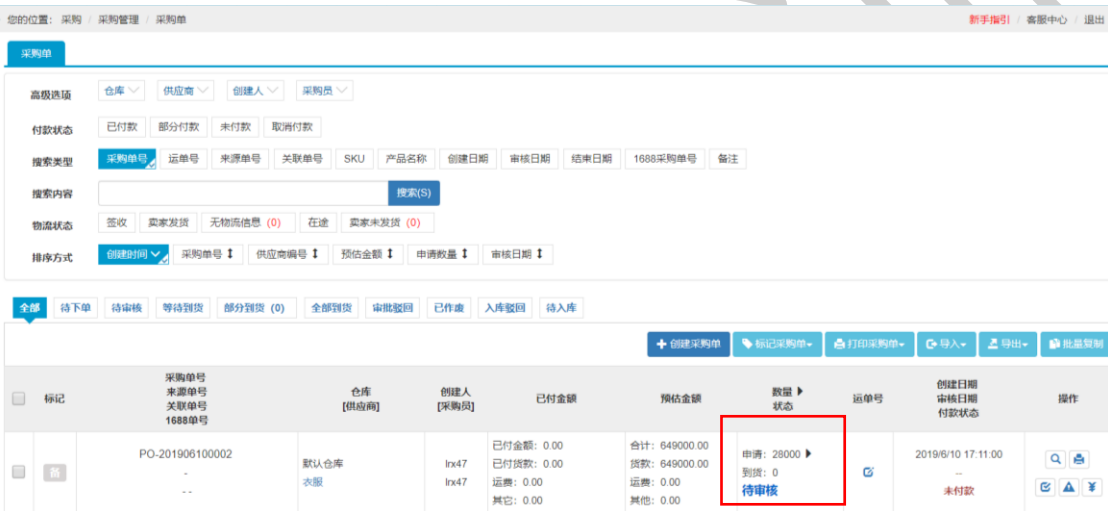 您的位置: 采购 / 采购管理 / 采购单 新手指引 / 客服中心 / 退出
采购单
高级选项 仓库 供应商 创建人 采购员
付款状态 已付款 部分付款 未付款 取消付款
搜索类型 采购单号 运单号 来源单号 关联单号 SKU 产品名称 创建日期 审核日期 结束日期 1688采购单号 备注
搜索内容 搜索(S)
物流状态 签收 卖家发货 无物流信息 (0) 在途 卖家未发货 (0)
排序方式 创建时间 采购单号 供应商编号 预估金额 申请数量 审核日期
全部 待下单 待审核 等待到货 部分到货 (0) 全部到货 审批驳回 已作废 入库驳回 待入库
创建采购单 标记采购单 打印采购单 导入 导出 批量复制
标记
采购单号
来源单号
关联单号
1688单号
仓库
[供应商]
创建人
[采购员]
已付金额
预估金额
数量
状态
运单号
创建日期
审核日期
付款状态
操作
备
PO-201906100002
-
- -
默认仓库
衣服
lrx47
lrx47
已付金额: 0.00
已付货款: 0.00
运费: 0.00
其它: 0.00
合计: 649000.00
货款: 649000.00
运费: 0.00
其他: 0.00
申请: 28000
到货: 0
待审核
2019/6/10 17:11:00
--
未付款